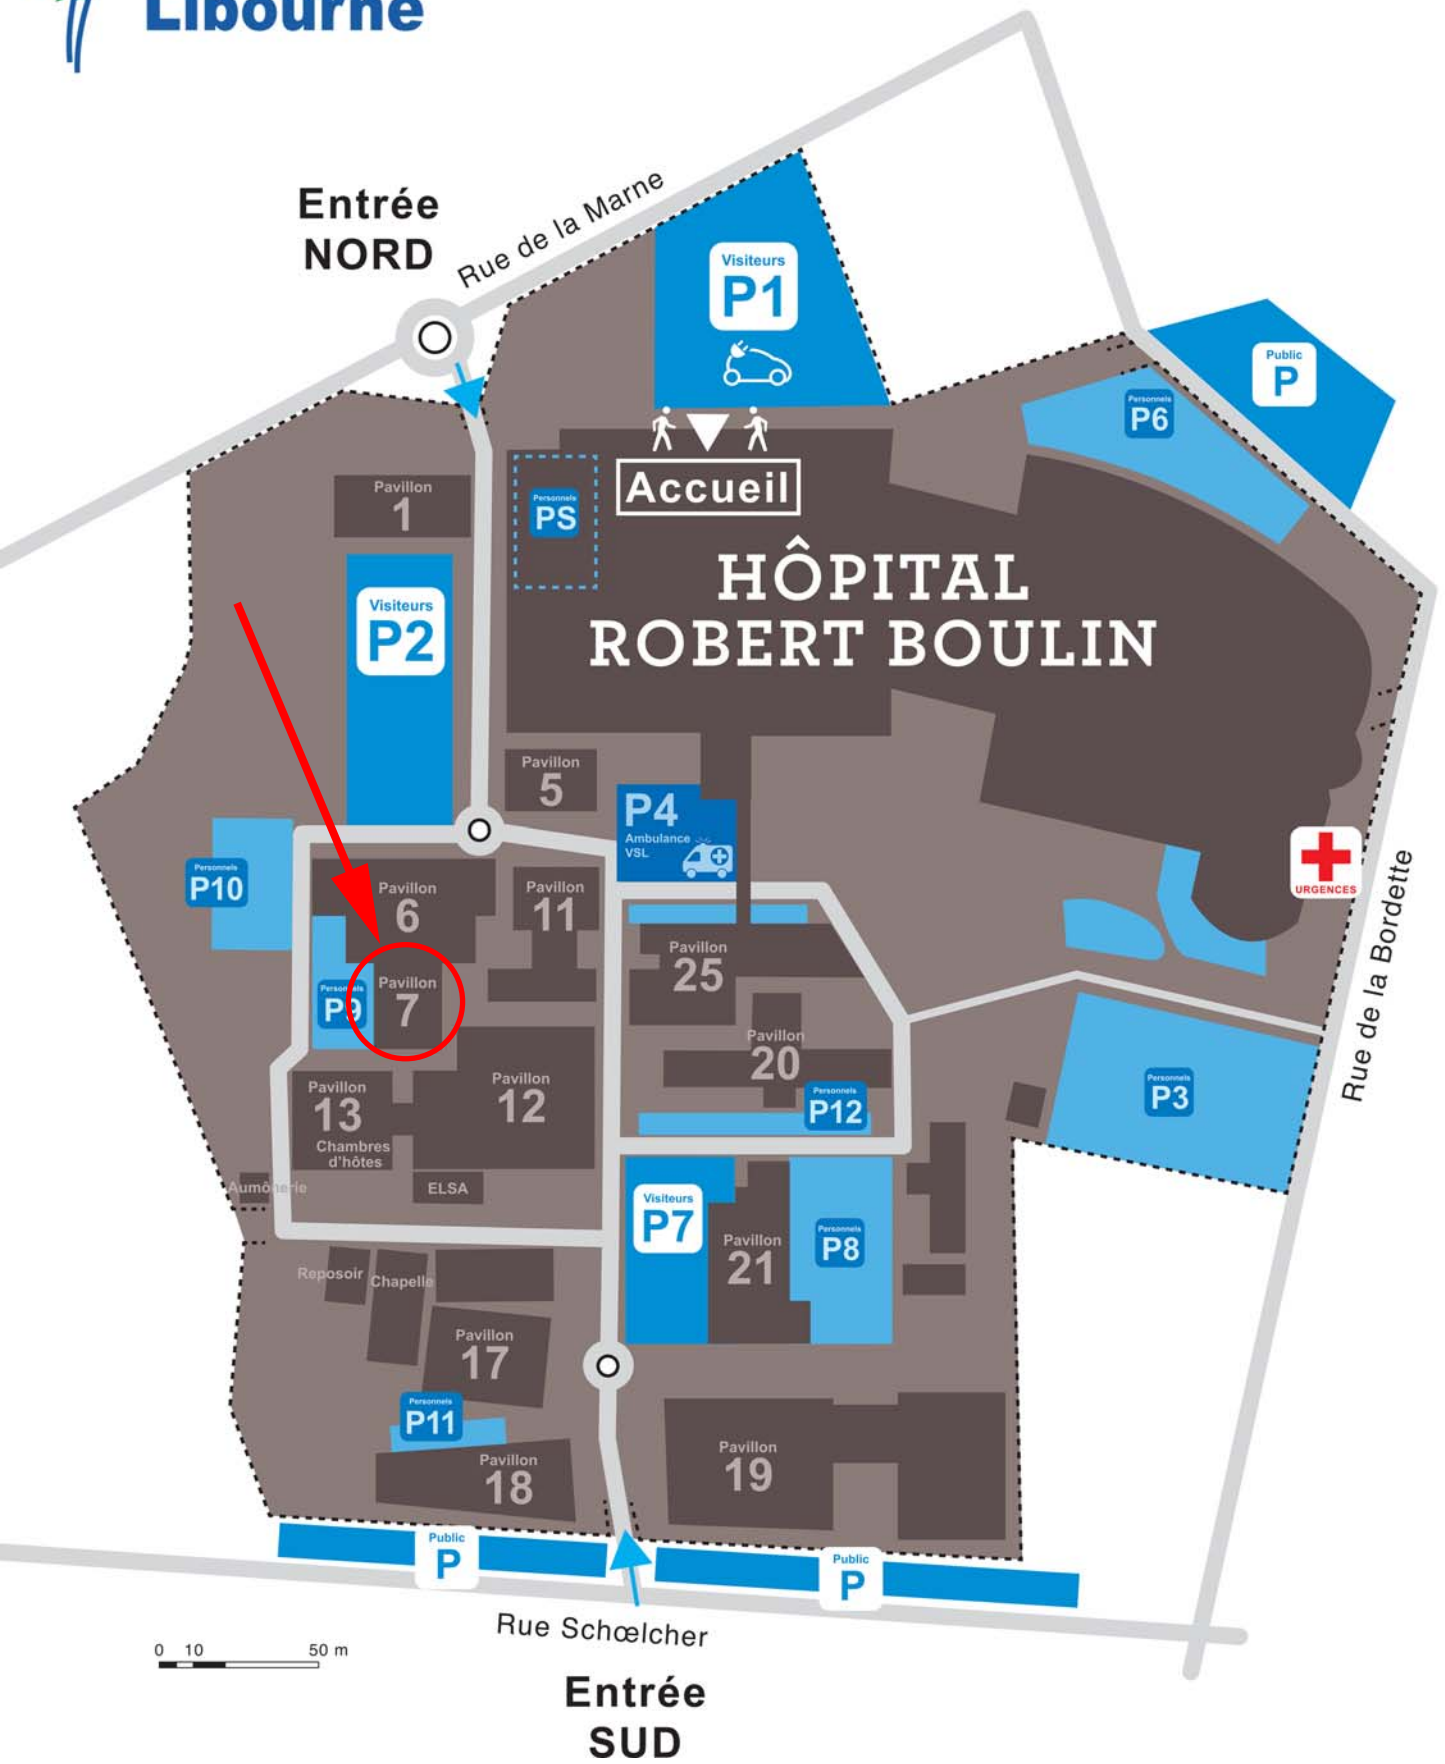 Libourne
Entrée
NORD
Rue de la Marne
Visiteurs
P1
Public
P
Personnels
P6
Accueil
Pavillon
1
Personnels
PS
HÔPITAL
ROBERT BOULIN
Visiteurs
P2
Pavillon
5
P4
Ambulance
VSL
URGENCES
Rue de la Bordette
Personnels
P10
Pavillon
6
Pavillon
11
Pavillon
25
Personnels
P9
Pavillon
7
Pavillon
20
Personnels
P12
Personnels
P3
Pavillon
13
Chambres
d'hôtes
Pavillon
12
Aumônerie
ELSA
Visiteurs
P7
Pavillon
21
Personnels
P8
Reposoir
Chapelle
Pavillon
17
Personnels
P11
Pavillon
18
Pavillon
19
Public
P
Public
P
Rue Schœlcher
0 10 50 m
Entrée
SUD